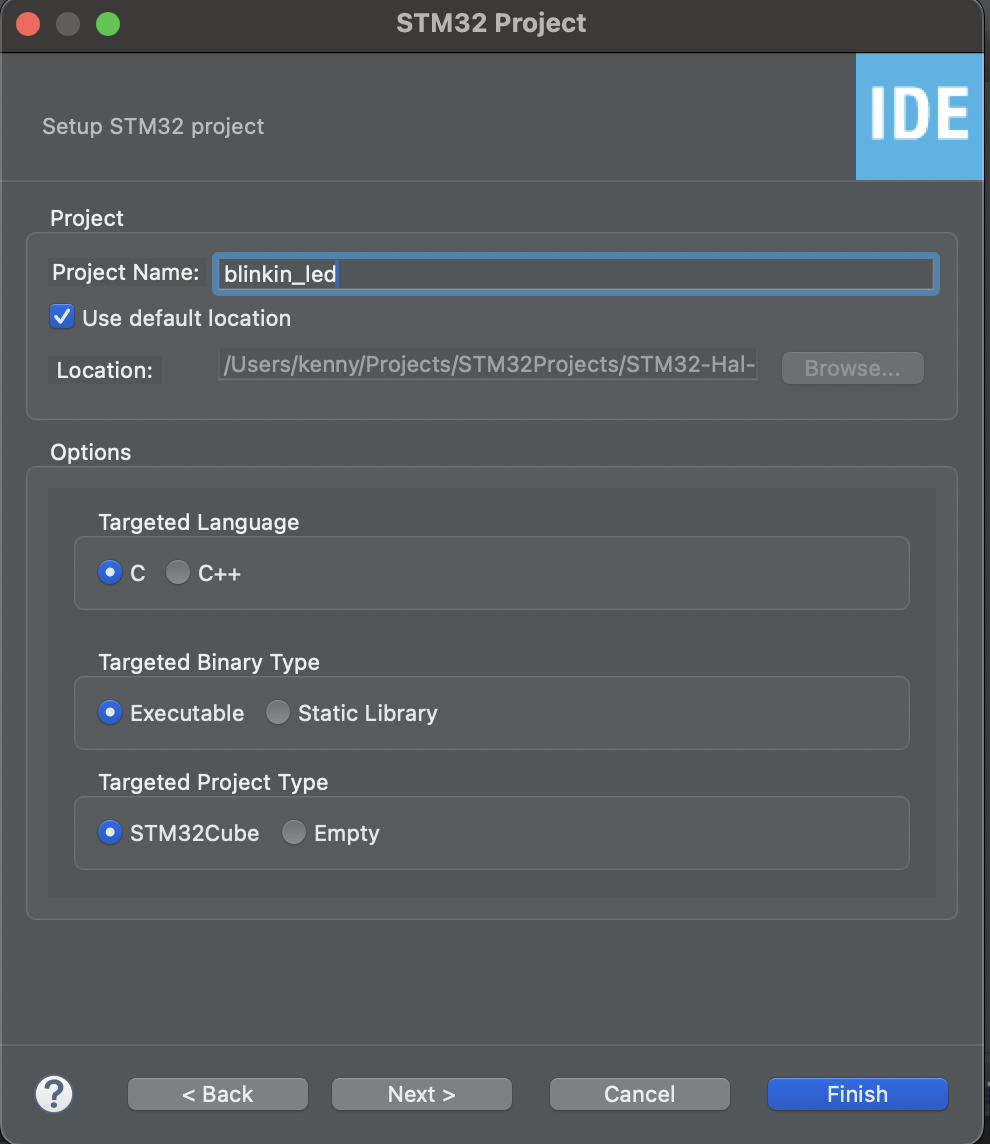 STM32 Project
Setup STM32 project
IDE
Project
Project Name: blinkin_led
Use default location
Location: /Users/kenny/Projects/STM32Projects/STM32-Hal-
Browse...
Options
Targeted Language
C C++
Targeted Binary Type
Executable Static Library
Targeted Project Type
STM32Cube Empty
? < Back Next > Cancel Finish